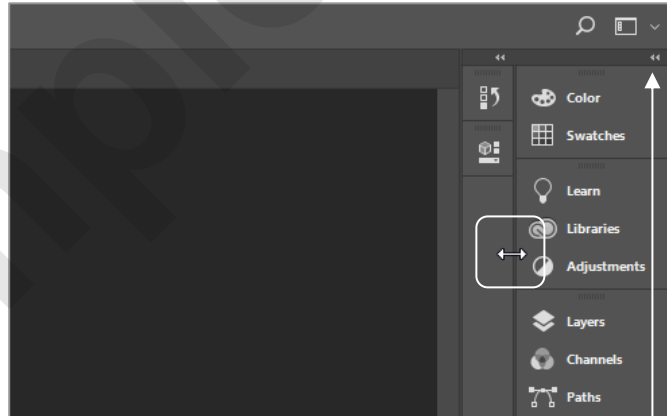 Color
Swatches
Learn
Libraries
Adjustments
Layers
Channels
Paths